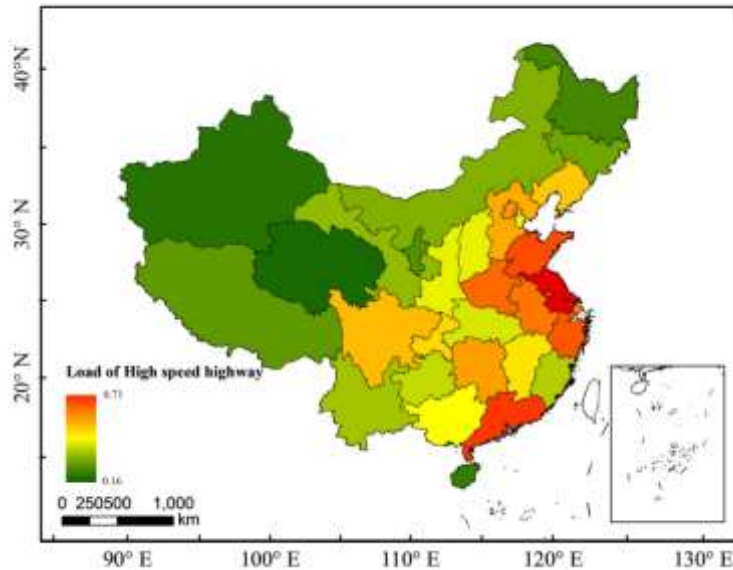 40°N
30° N
20° N
Load of High speed highway
0.71
0.16
0 250500 1,000
km
90° E
100° E
110° E
120° E
130° E